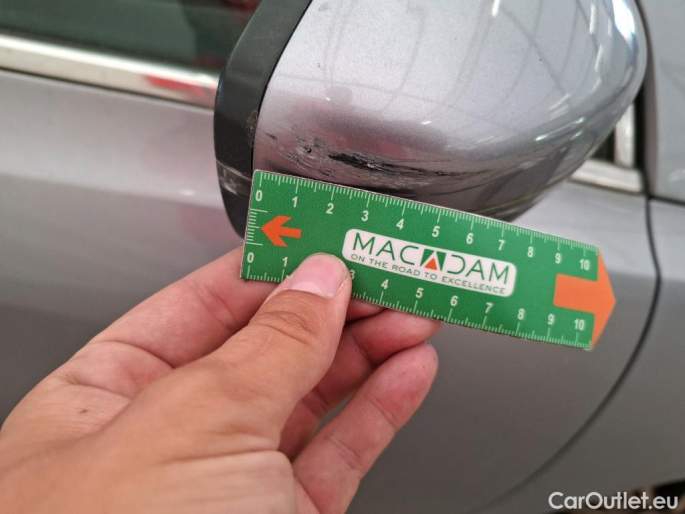 0 1 2 3 4 5 6 7 8 9 10
MACADAM
ON THE ROAD TO EXCELLENCE
0 1 3 4 5 6 7 8 9 10
CarOutlet.eu